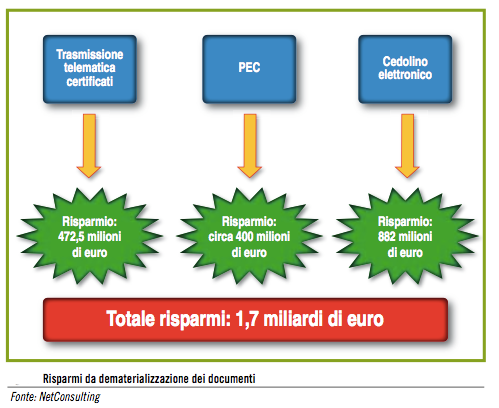 Trasmissione
telematica
certificati
PEC
Cedolino
elettronico
Risparmio:
472,5 milioni
di euro
Risparmio:
circa 400 milioni
di euro
Risparmio:
882 milioni
di euro
Totale risparmi: 1,7 miliardi di euro
Risparmi da dematerializzazione dei documenti
Fonte: NetConsulting